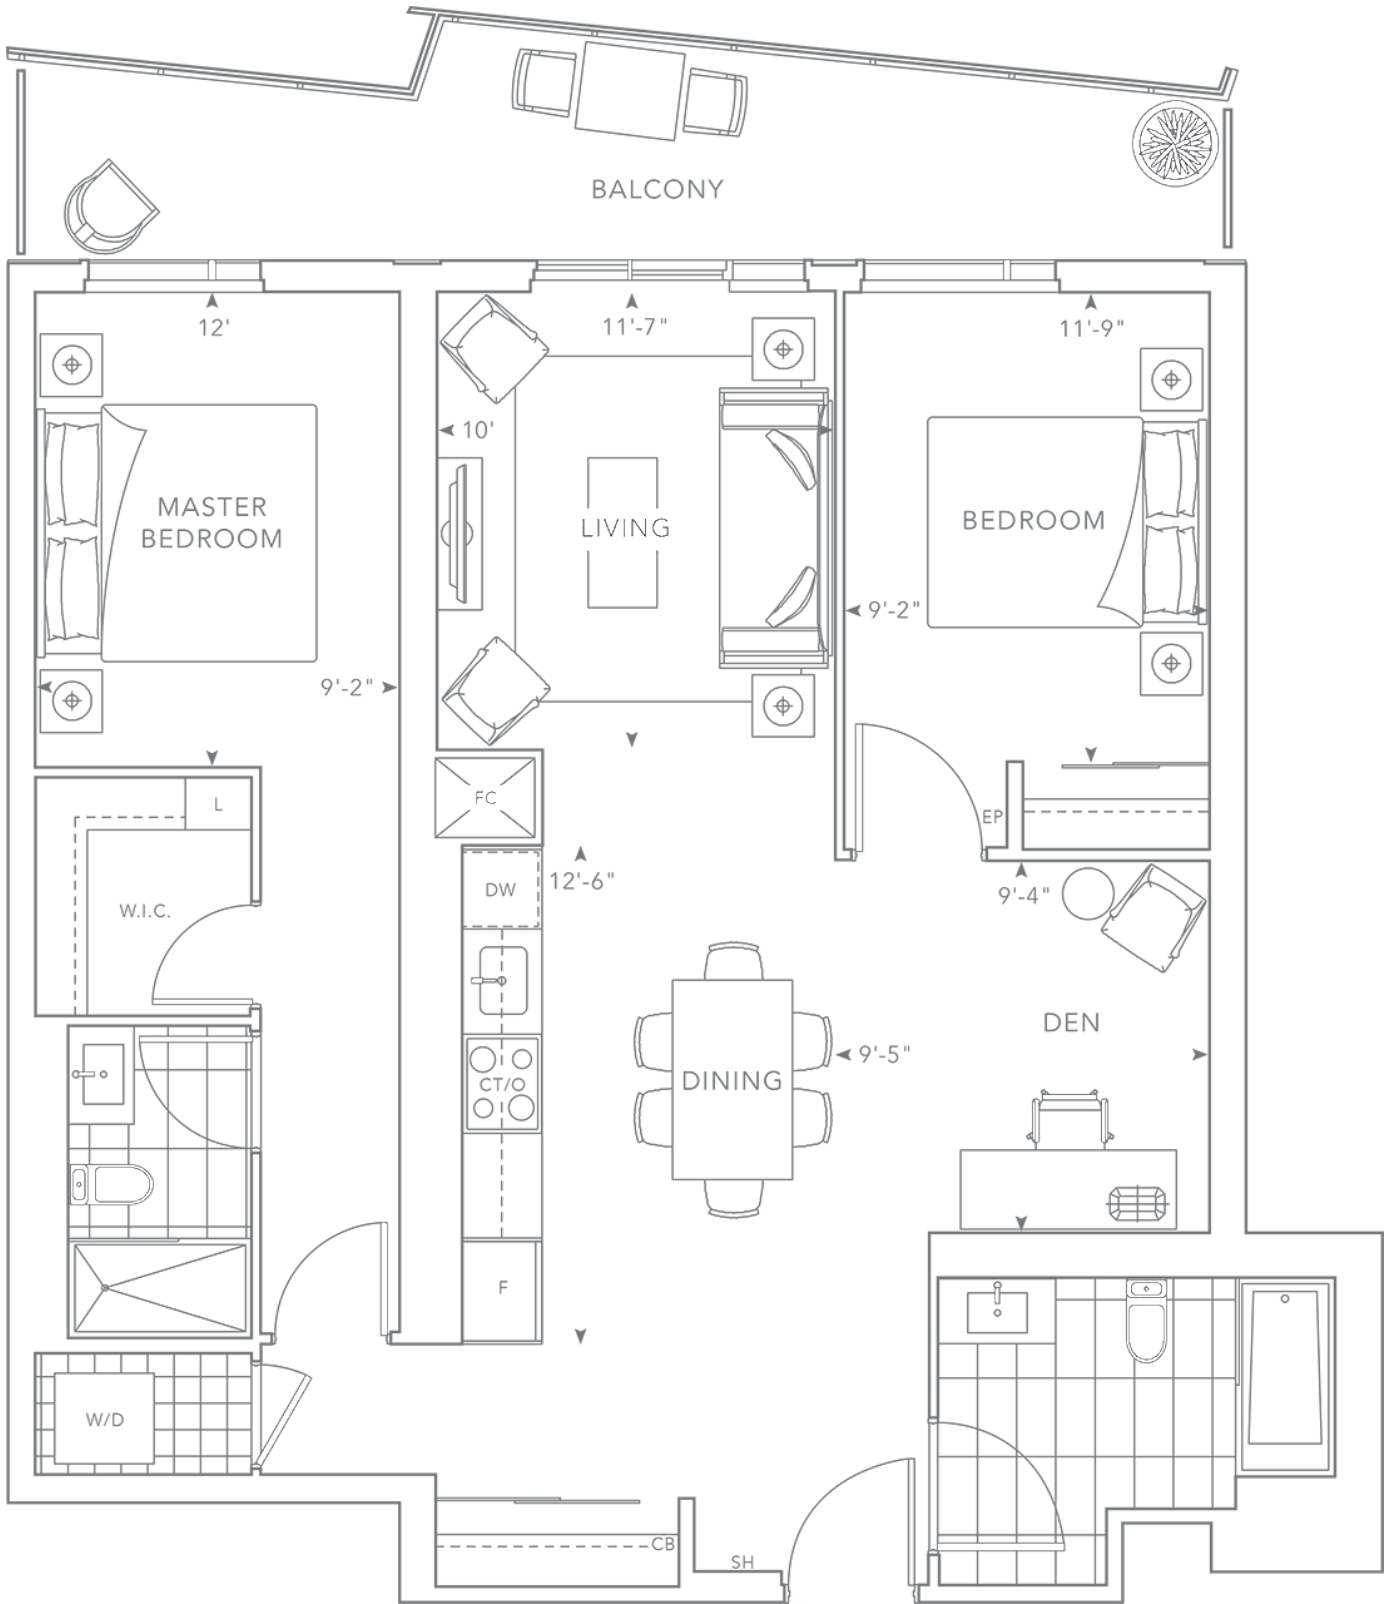 BALCONY
12'
11'-7"
11'-9"
10'
MASTER
BEDROOM
LIVING
BEDROOM
9'-2"
9'-2"
L
FC
EP
DW
12'-6"
9'-4"
W.I.C.
DEN
9'-5"
CT/O
DINING
F
W/D
CB
SH